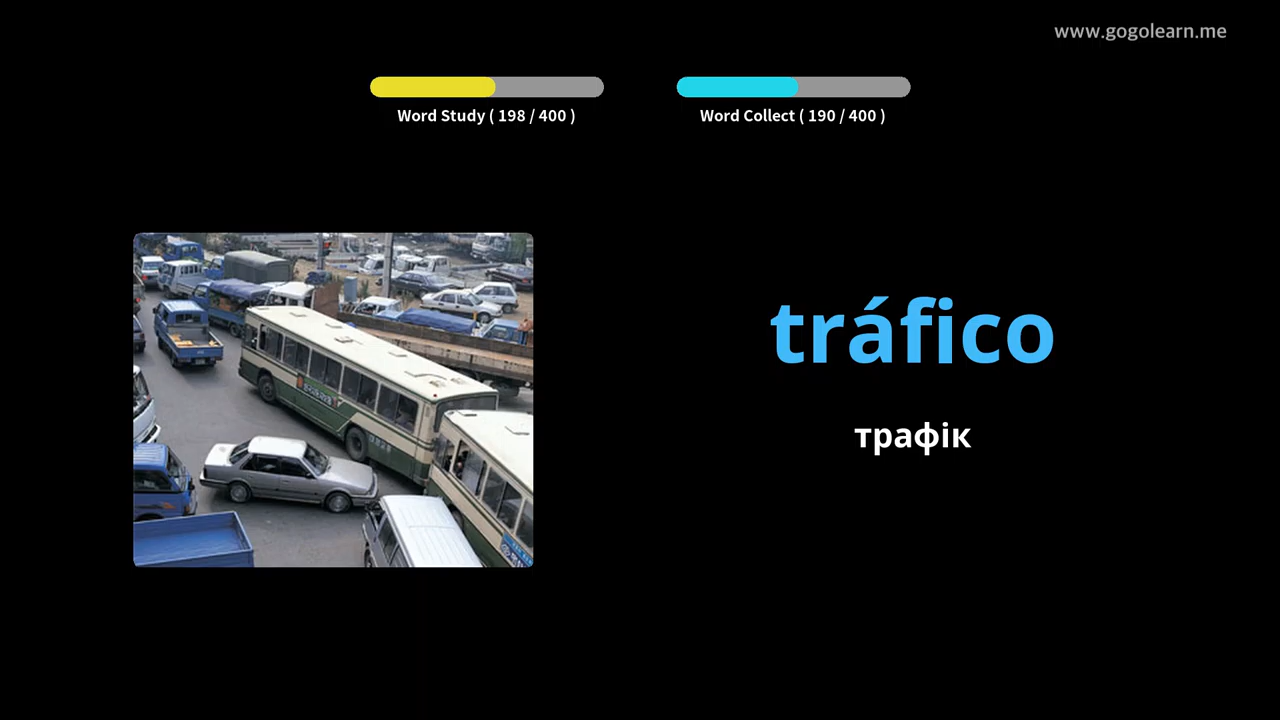 www.gogolearn.me
Word Study ( 198 / 400 )
Word Collect ( 190 / 400 )
tráfico
трафік